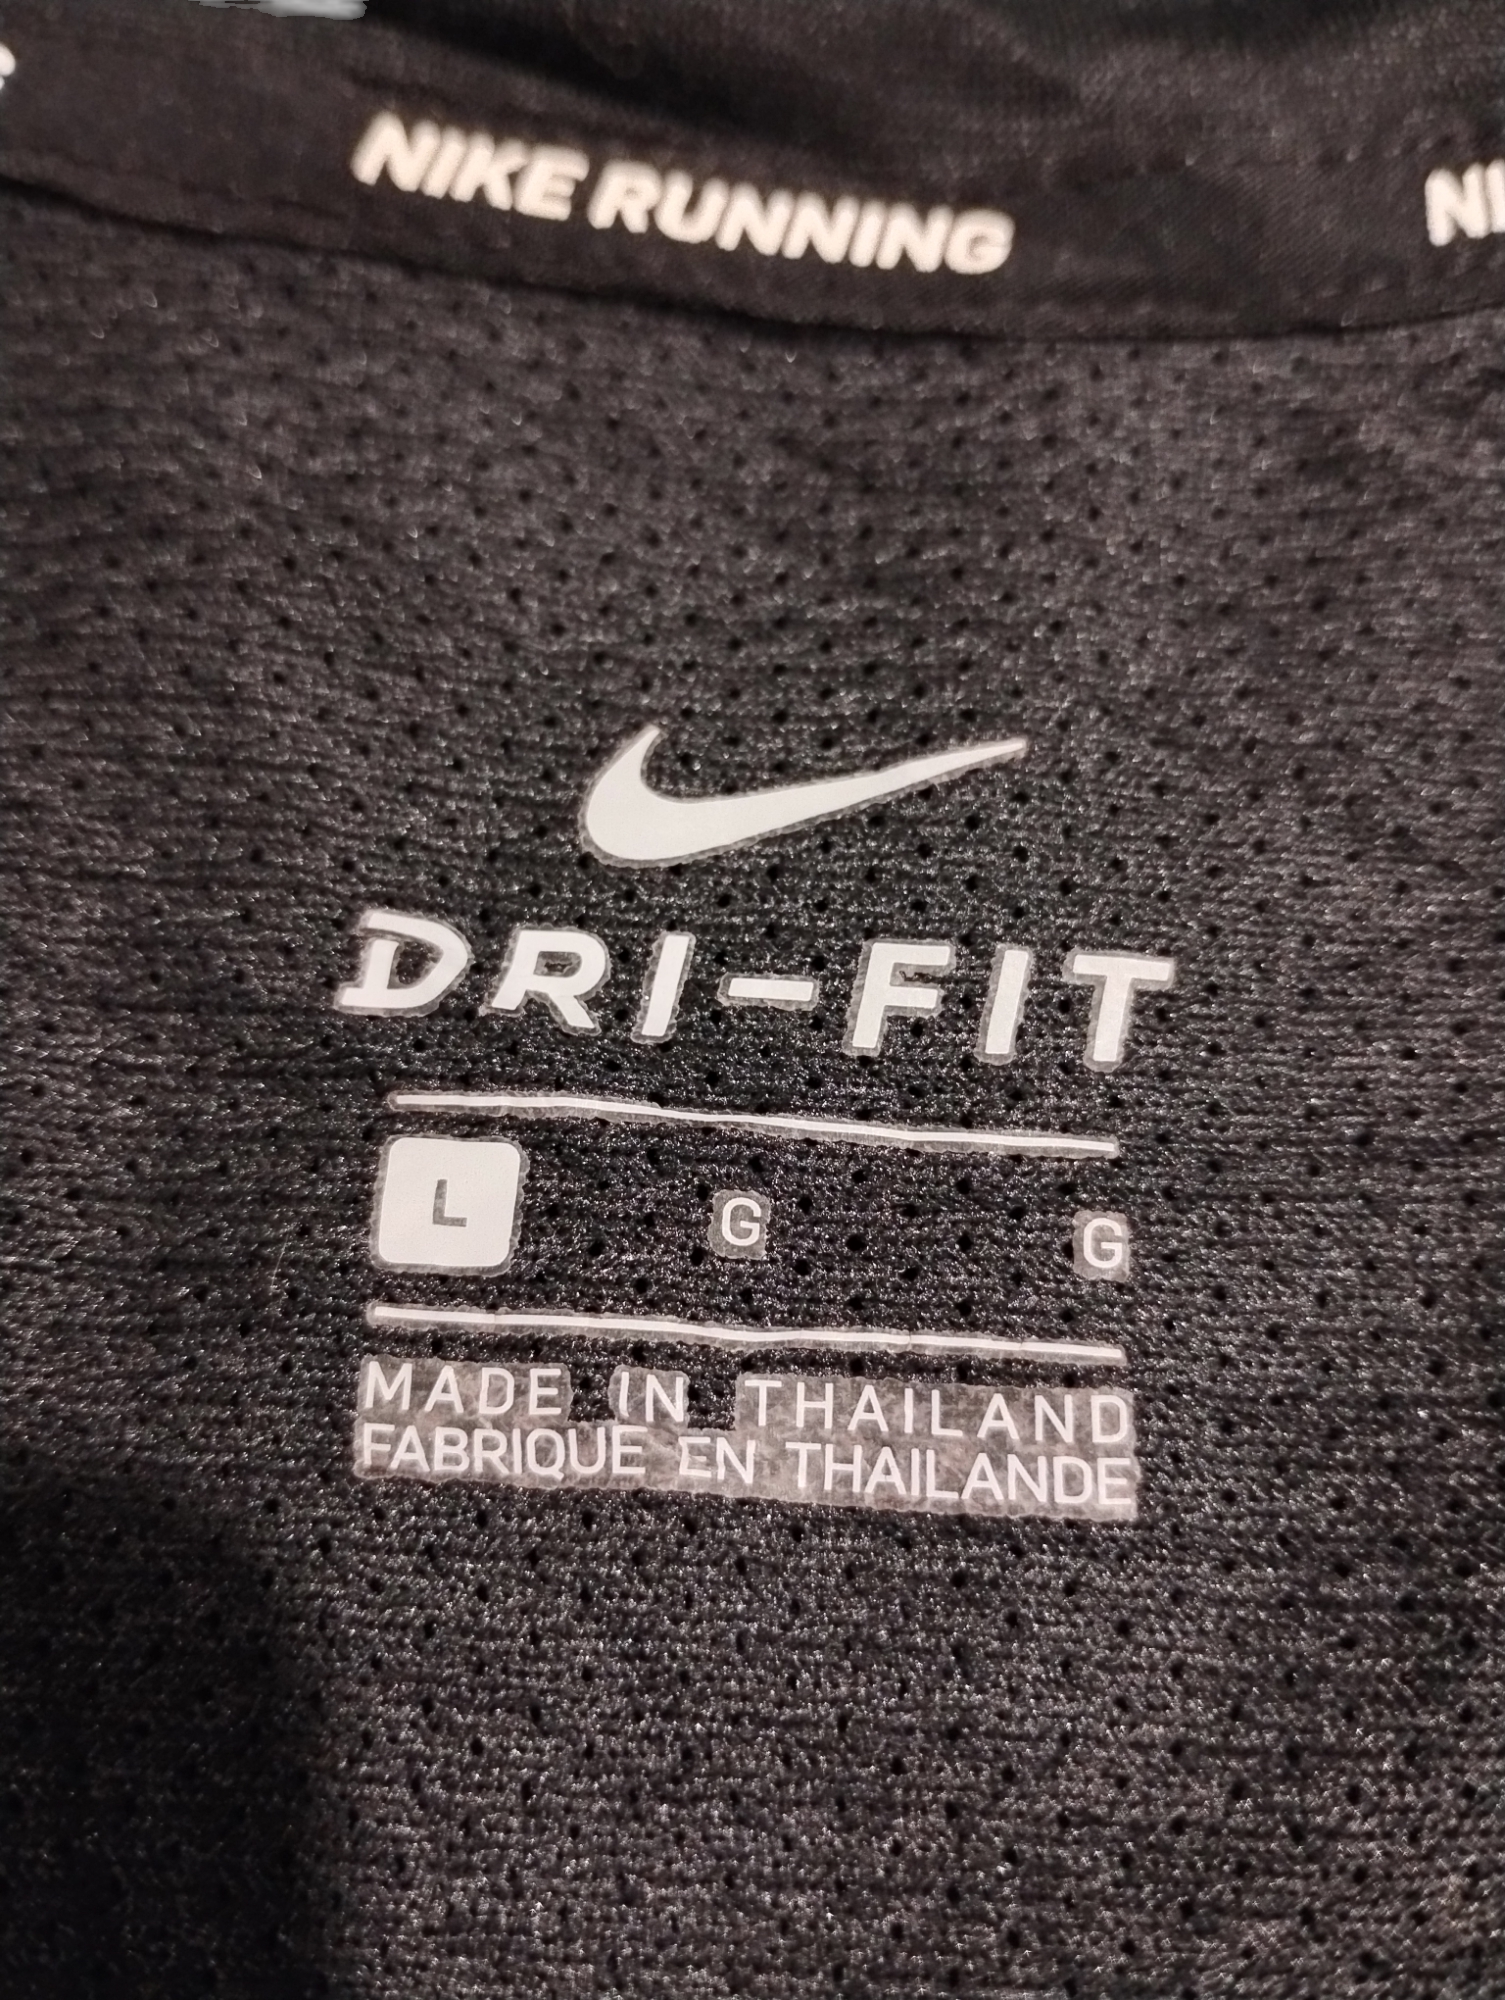 NIKE RUNNING
DRI-FIT
L G G
MADE IN THAILAND
FABRIQUE EN THAILANDE